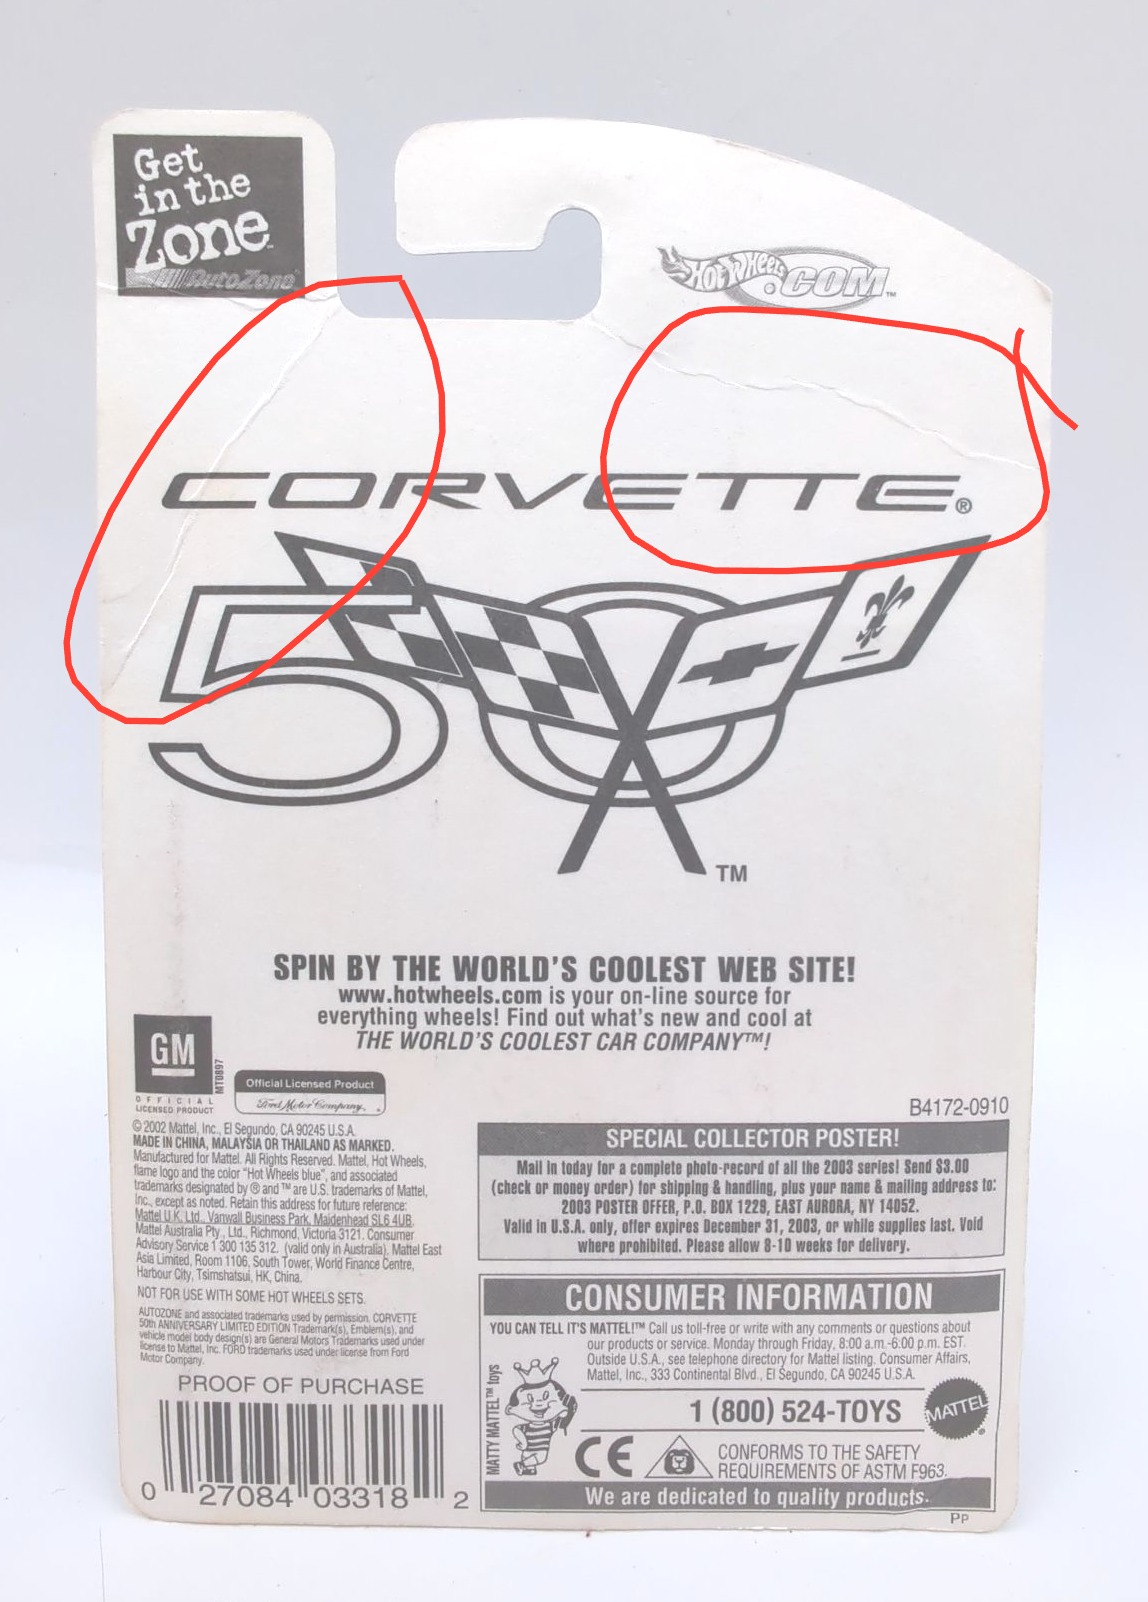 Get
in the
Zone™
AutoZone
Hot Wheels
.COM™
CORVETTE®
50
TM
SPIN BY THE WORLD'S COOLEST WEB SITE!
www.hotwheels.com is your on-line source for
everything wheels! Find out what's new and cool at
THE WORLD'S COOLEST CAR COMPANY™!
GM
OFFICIAL
LICENSED PRODUCT
MT0897
Official Licensed Product
Ford Motor Company
© 2002 Mattel, Inc., El Segundo, CA 90245 U.S.A.
MADE IN CHINA, MALAYSIA OR THAILAND AS MARKED.
Manufactured for Mattel. All Rights Reserved. Mattel, Hot Wheels,
flame logo and the color "Hot Wheels blue", and associated
trademarks designated by ® and ™ are U.S. trademarks of Mattel,
Inc., except as noted. Retain this address for future reference:
Mattel U.K. Ltd., Vanwall Business Park, Maidenhead SL6 4UB.
Mattel Australia Pty., Ltd., Richmond, Victoria 3121. Consumer
Advisory Service 1 300 135 312. (valid only in Australia). Mattel East
Asia Limited, Room 1106, South Tower, World Finance Centre,
Harbour City, Tsimshatsui, HK, China.
NOT FOR USE WITH SOME HOT WHEELS SETS.
AUTOZONE and associated trademarks used by permission. CORVETTE
50th ANNIVERSARY LIMITED EDITION Trademark(s), Emblem(s), and
vehicle model body design(s) are General Motors Trademarks used under
license to Mattel, Inc. FORD trademarks used under license from Ford
Motor Company.
PROOF OF PURCHASE
0 27084 03318 2
B4172-0910
SPECIAL COLLECTOR POSTER!
Mail in today for a complete photo-record of all the 2003 series! Send $3.00
(check or money order) for shipping & handling, plus your name & mailing address to:
2003 POSTER OFFER, P.O. BOX 1229, EAST AURORA, NY 14052.
Valid in U.S.A. only, offer expires December 31, 2003, or while supplies last. Void
where prohibited. Please allow 8-10 weeks for delivery.
CONSUMER INFORMATION
YOU CAN TELL IT'S MATTEL!™ Call us toll-free or write with any comments or questions about
our products or service. Monday through Friday, 8:00 a.m.-6:00 p.m. EST.
Outside U.S.A., see telephone directory for Mattel listing. Consumer Affairs,
Mattel, Inc., 333 Continental Blvd., El Segundo, CA 90245 U.S.A.
MATTY MATTEL™ toys
1 (800) 524-TOYS
MATTEL®
CE
CONFORMS TO THE SAFETY
REQUIREMENTS OF ASTM F963.
We are dedicated to quality products.
PP